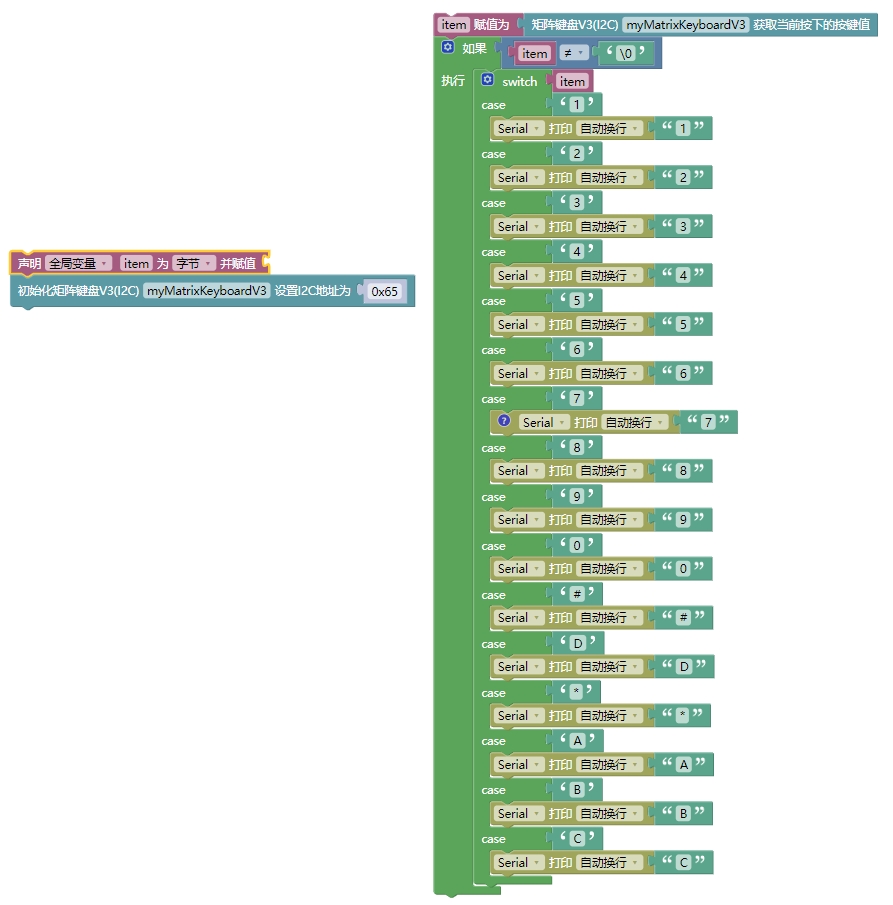 声明 全局变量 item 为 字节 并赋值
初始化矩阵键盘V3(I2C) myMatrixKeyboardV3 设置I2C地址为 0x65
item 赋值为 矩阵键盘V3(I2C) myMatrixKeyboardV3 获取当前按下的按键值
如果 item ≠ ‘ \0 ’
执行 switch item
case ‘ 1 ’
Serial 打印 自动换行 “ 1 ”
case ‘ 2 ’
Serial 打印 自动换行 “ 2 ”
case ‘ 3 ’
Serial 打印 自动换行 “ 3 ”
case ‘ 4 ’
Serial 打印 自动换行 “ 4 ”
case ‘ 5 ’
Serial 打印 自动换行 “ 5 ”
case ‘ 6 ’
Serial 打印 自动换行 “ 6 ”
case ‘ 7 ’
? Serial 打印 自动换行 “ 7 ”
case ‘ 8 ’
Serial 打印 自动换行 “ 8 ”
case ‘ 9 ’
Serial 打印 自动换行 “ 9 ”
case ‘ 0 ’
Serial 打印 自动换行 “ 0 ”
case ‘ # ’
Serial 打印 自动换行 “ # ”
case ‘ D ’
Serial 打印 自动换行 “ D ”
case ‘ * ’
Serial 打印 自动换行 “ * ”
case ‘ A ’
Serial 打印 自动换行 “ A ”
case ‘ B ’
Serial 打印 自动换行 “ B ”
case ‘ C ’
Serial 打印 自动换行 “ C ”